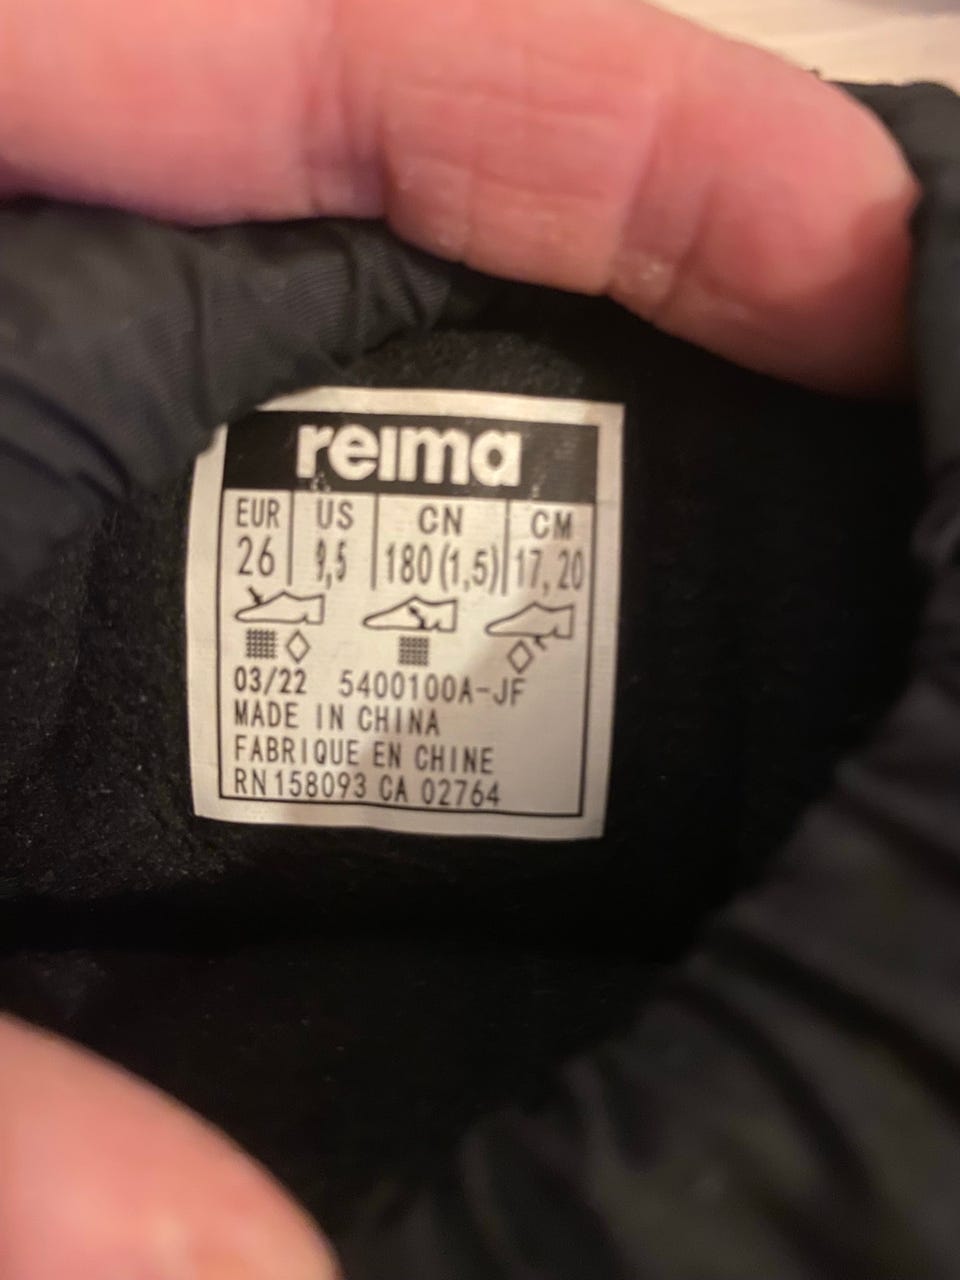 reima
EUR US CN CM
26 9,5 180(1,5) 17,20
03/22 5400100A-JF
MADE IN CHINA
FABRIQUE EN CHINE
RN158093 CA 02764